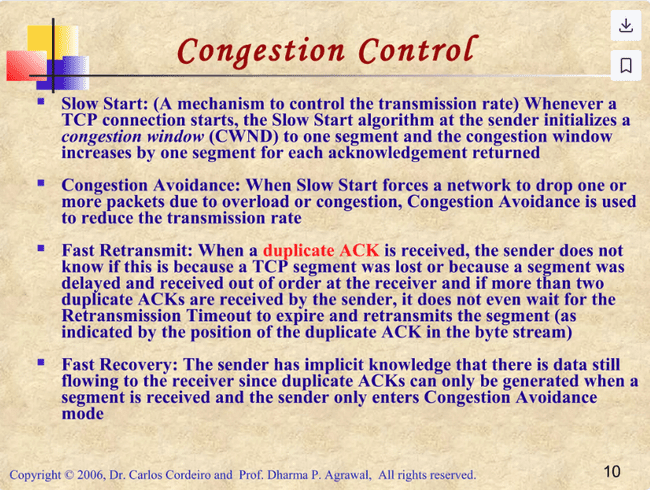 Congestion Control
Slow Start: (A mechanism to control the transmission rate) Whenever a
TCP connection starts, the Slow Start algorithm at the sender initializes a
congestion window (CWND) to one segment and the congestion window
increases by one segment for each acknowledgement returned
Congestion Avoidance: When Slow Start forces a network to drop one or
more packets due to overload or congestion, Congestion Avoidance is used
to reduce the transmission rate
Fast Retransmit: When a duplicate ACK is received, the sender does not
know if this is because a TCP segment was lost or because a segment was
delayed and received out of order at the receiver and if more than two
duplicate ACKs are received by the sender, it does not even wait for the
Retransmission Timeout to expire and retransmits the segment (as
indicated by the position of the duplicate ACK in the byte stream)
Fast Recovery: The sender has implicit knowledge that there is data still
flowing to the receiver since duplicate ACKs can only be generated when a
segment is received and the sender only enters Congestion Avoidance
mode
Copyright © 2006, Dr. Carlos Cordeiro and Prof. Dharma P. Agrawal, All rights reserved.
10